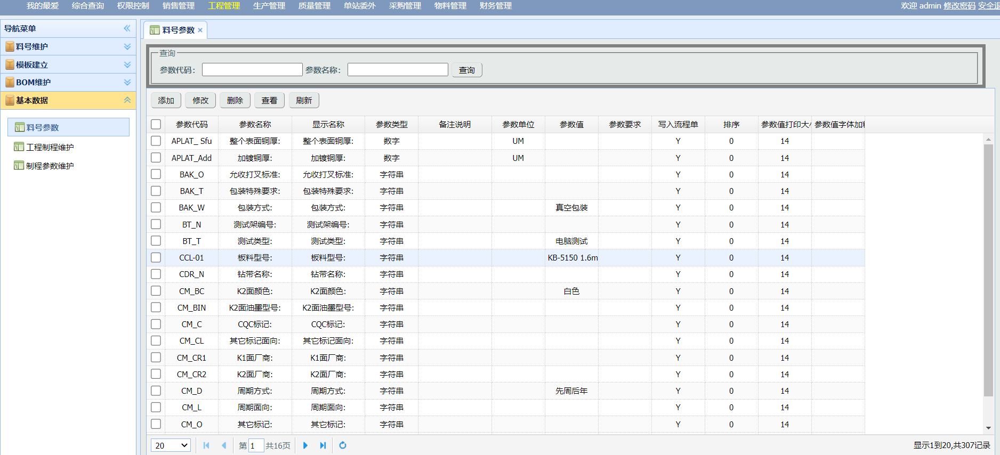 我的最爱 综合查询 权限控制 销售管理 工程管理 生产管理 质量管理 单站委外 采购管理 物料管理 财务管理 欢迎 admin 修改密码 安全退
导航菜单
料号维护
模板建立
BOM维护
基本数据
料号参数
工程制程维护
制程参数维护
料号参数
查询
参数代码: 参数名称: 查询
添加 修改 删除 查看 刷新
参数代码 参数名称 显示名称 参数类型 备注说明 参数单位 参数值 参数要求 写入流程单 排序 参数值打印大小 参数值字体加粗
APLAT_ Sfu 整个表面铜厚: 整个表面铜厚: 数字 UM Y 0 14
APLAT_Add 加镀铜厚: 加镀铜厚: 数字 UM Y 0 14
BAK_O 允收打叉标准: 允收打叉标准: 字符串 Y 0 14
BAK_T 包装特殊要求: 包装特殊要求: 字符串 Y 0 14
BAK_W 包装方式: 包装方式: 字符串 真空包装 Y 0 14
BT_N 测试架编号: 测试架编号: 字符串 Y 0 14
BT_T 测试类型: 测试类型: 字符串 电脑测试 Y 0 14
CCL-01 板料型号: 板料型号: 字符串 KB-5150 1.6m Y 0 14
CDR_N 钻带名称: 钻带名称: 字符串 Y 0 14
CM_BC K2面颜色: K2面颜色: 字符串 白色 Y 0 14
CM_BIN K2面油墨型号: K2面油墨型号: 字符串 Y 0 14
CM_C CQC标记: CQC标记: 字符串 Y 0 14
CM_CL 其它标记面向: 其它标记面向: 字符串 Y 0 14
CM_CR1 K1面厂商: K1面厂商: 字符串 Y 0 14
CM_CR2 K2面厂商: K2面厂商: 字符串 Y 0 14
CM_D 周期方式: 周期方式: 字符串 先周后年 Y 0 14
CM_L 周期面向: 周期面向: 字符串 Y 0 14
CM_O 其它标记: 其它标记: 字符串 Y 0 14
20 第 1 共16页 显示1到20,共307记录